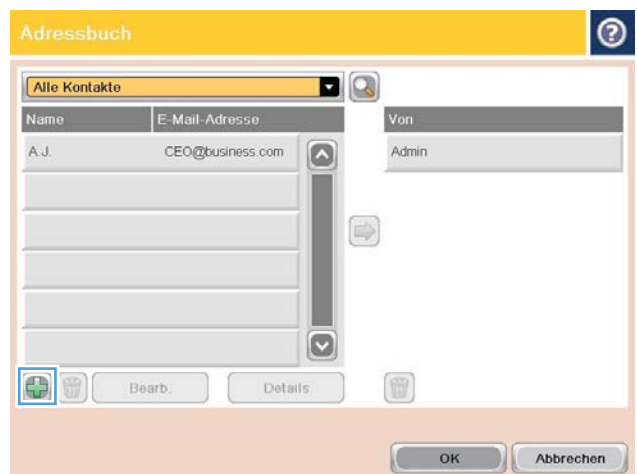 Adressbuch
Alle Kontakte
Name E-Mail-Adresse Von
A.J. CEO@business.com Admin
Bearb. Details
OK Abbrechen